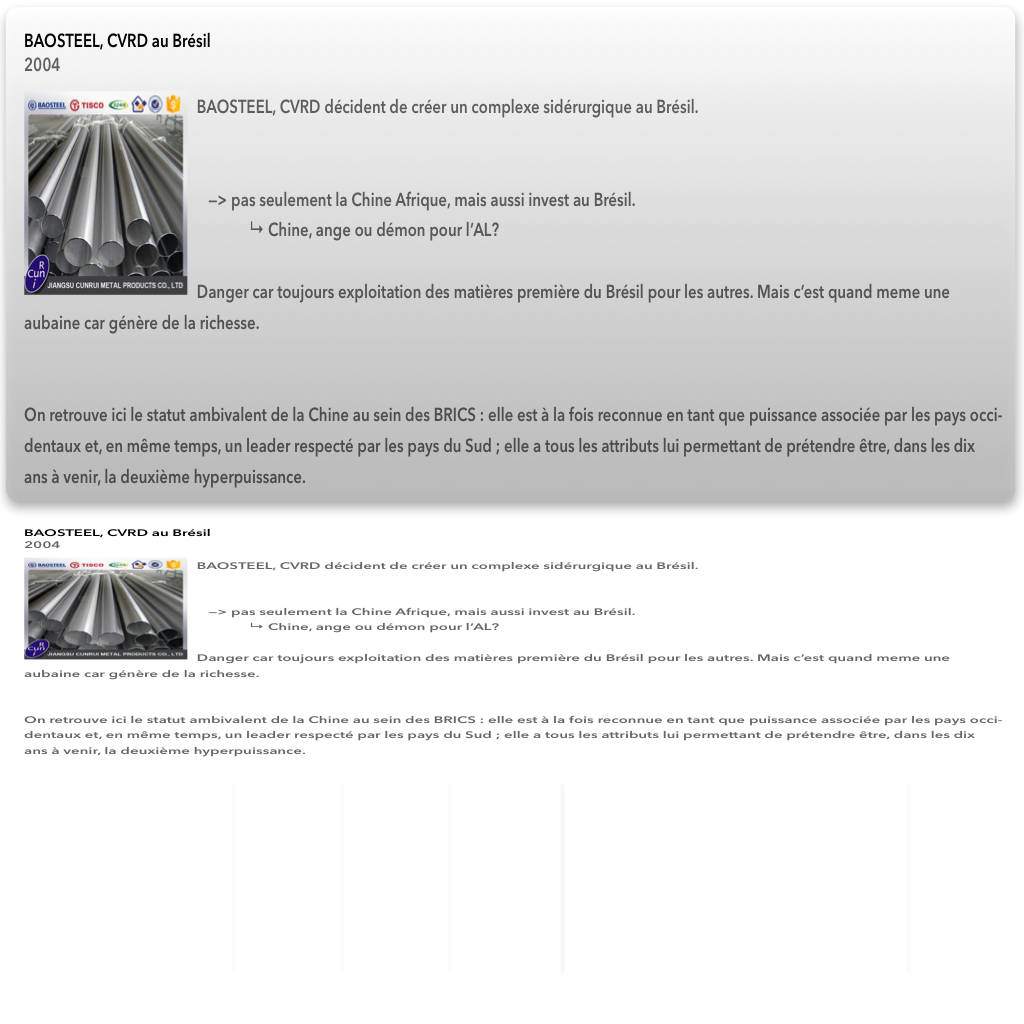 BAOSTEEL, CVRD au Brésil
2004
BAOSTEEL TISCO
BAOSTEEL, CVRD décident de créer un complexe sidérurgique au Brésil.
—> pas seulement la Chine Afrique, mais aussi invest au Brésil.
↳ Chine, ange ou démon pour l’AL?
R
Cun
i
JIANGSU CUNRUI METAL PRODUCTS CO., LTD
Danger car toujours exploitation des matières première du Brésil pour les autres. Mais c’est quand meme une
aubaine car génère de la richesse.
On retrouve ici le statut ambivalent de la Chine au sein des BRICS : elle est à la fois reconnue en tant que puissance associée par les pays occi-
dentaux et, en même temps, un leader respecté par les pays du Sud ; elle a tous les attributs lui permettant de prétendre être, dans les dix
ans à venir, la deuxième hyperpuissance.
BAOSTEEL, CVRD au Brésil
2004
BAOSTEEL TISCO
BAOSTEEL, CVRD décident de créer un complexe sidérurgique au Brésil.
—> pas seulement la Chine Afrique, mais aussi invest au Brésil.
↳ Chine, ange ou démon pour l’AL?
R
Cun
i
JIANGSU CUNRUI METAL PRODUCTS CO., LTD
Danger car toujours exploitation des matières première du Brésil pour les autres. Mais c’est quand meme une
aubaine car génère de la richesse.
On retrouve ici le statut ambivalent de la Chine au sein des BRICS : elle est à la fois reconnue en tant que puissance associée par les pays occi-
dentaux et, en même temps, un leader respecté par les pays du Sud ; elle a tous les attributs lui permettant de prétendre être, dans les dix
ans à venir, la deuxième hyperpuissance.